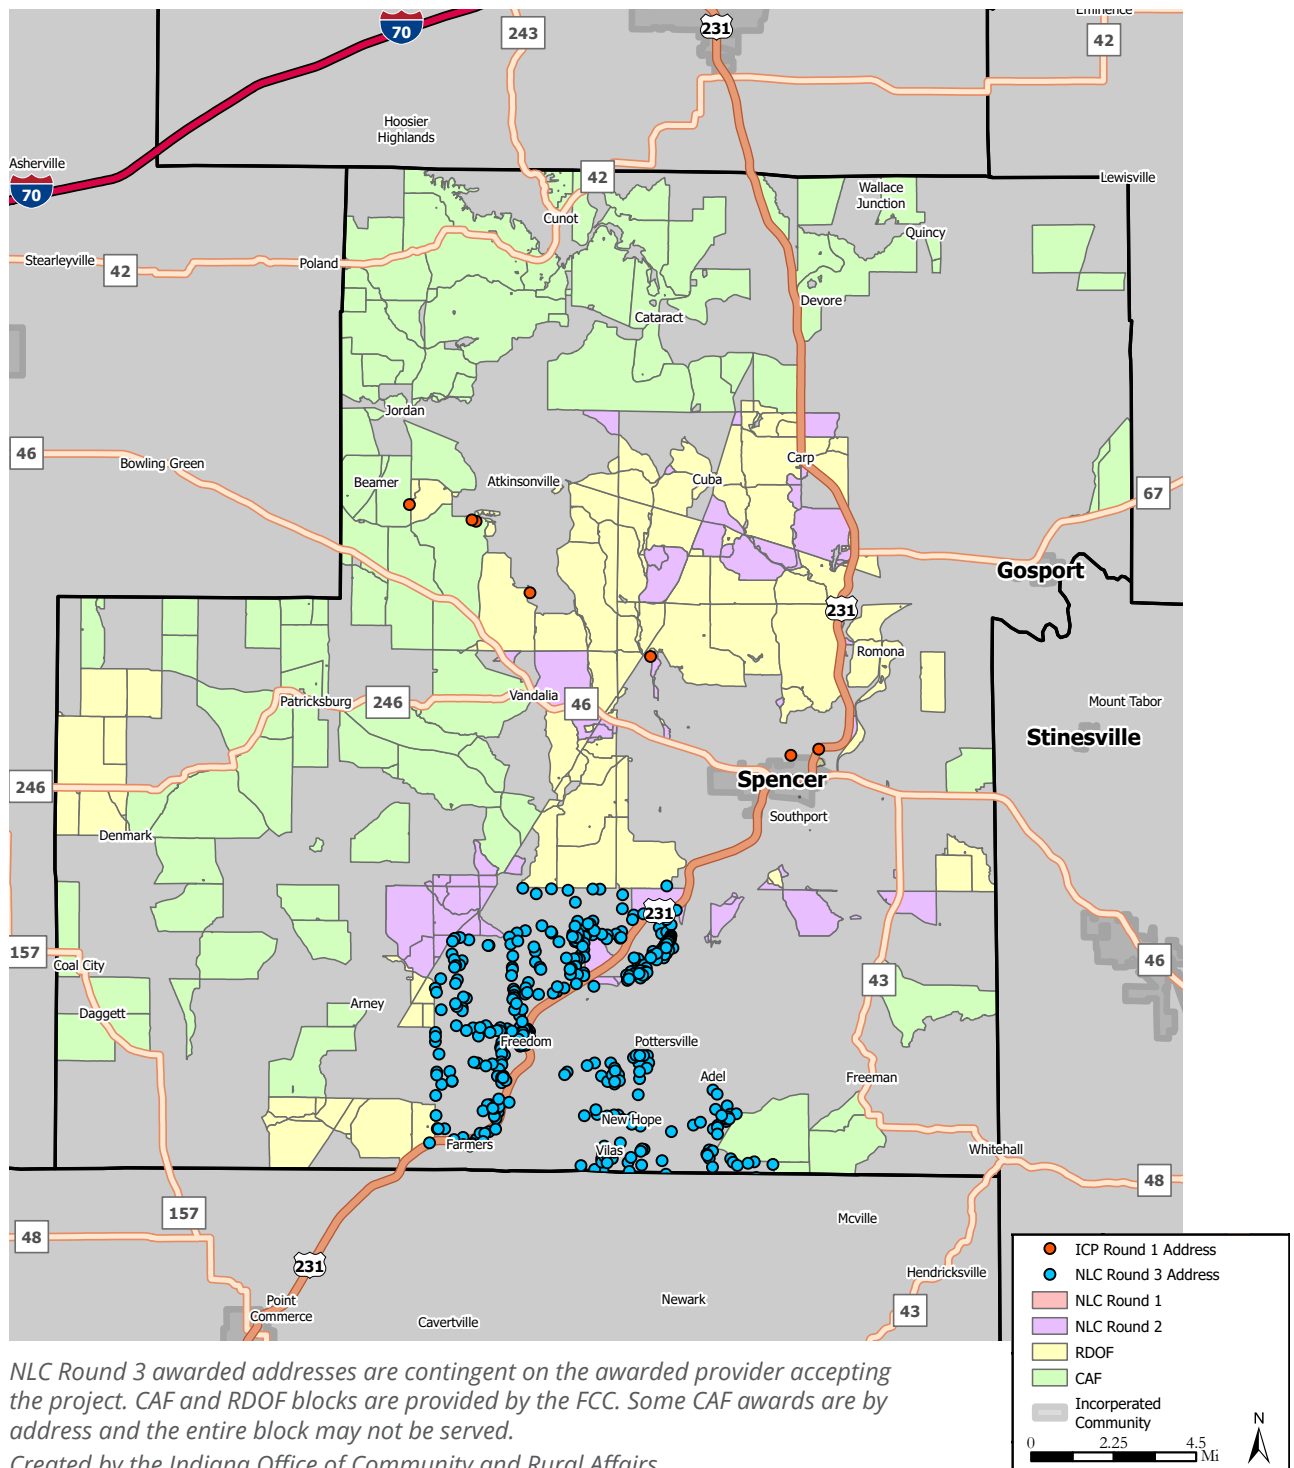 70
243
231
Eminence
42
Hoosier
Highlands
Asherville
70
42
Lewisville
Wallace
Junction
Cunot
Quincy
Stearleyville
42
Poland
Devore
Cataract
Jordan
46
Bowling Green
Carp
Beamer
Atkinsonville
Cuba
67
Gosport
231
Romona
Patricksburg
246
Vandalia
46
Mount Tabor
Stinesville
246
Spencer
Southport
Denmark
231
157
Coal City
46
43
Daggett
Arney
Freedom
Pottersville
Adel
Freeman
New Hope
Farmers
Vilas
Whitehall
48
157
Mcville
48
231
Hendricksville
Point
Commerce
Newark
43
Cavertville
ICP Round 1 Address
NLC Round 3 Address
NLC Round 1
NLC Round 2
RDOF
CAF
Incorperated
Community
N
0 2.25 4.5
Mi
NLC Round 3 awarded addresses are contingent on the awarded provider accepting
the project. CAF and RDOF blocks are provided by the FCC. Some CAF awards are by
address and the entire block may not be served.
Created by the Indiana Office of Community and Rural Affairs